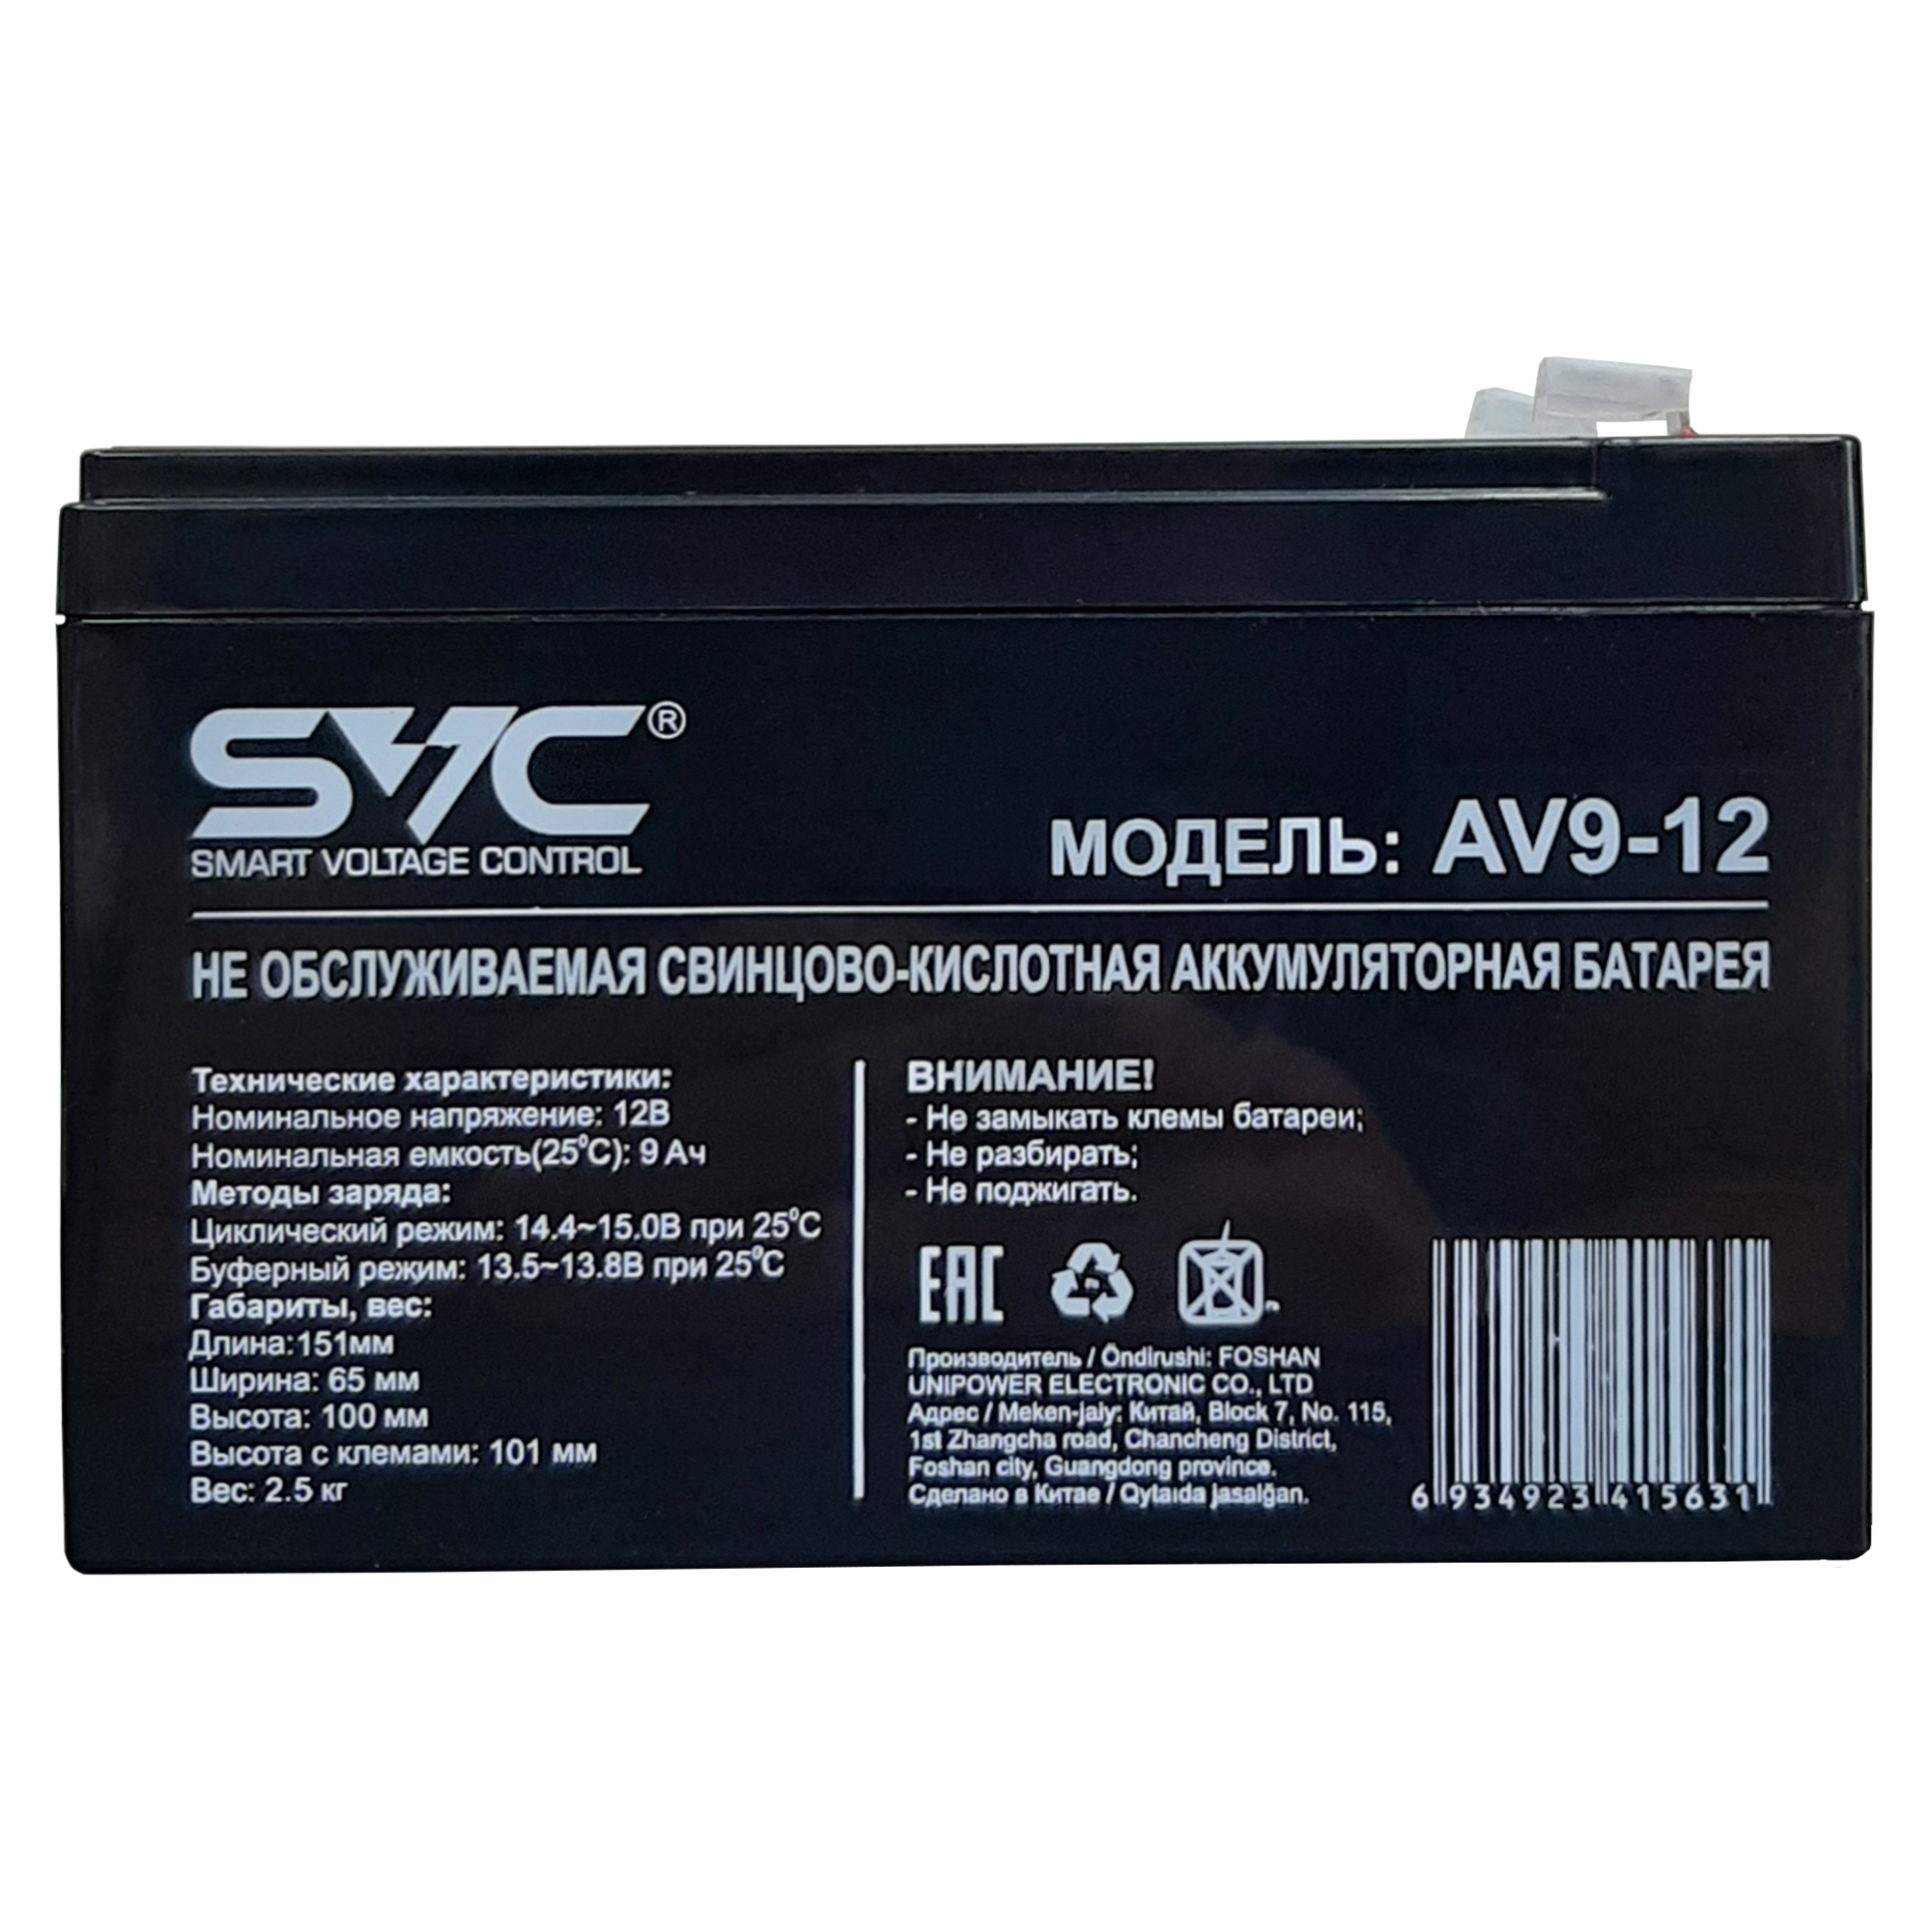 SVC®
SMART VOLTAGE CONTROL
МОДЕЛЬ: AV9-12
НЕ ОБСЛУЖИВАЕМАЯ СВИНЦОВО-КИСЛОТНАЯ АККУМУЛЯТОРНАЯ БАТАРЕЯ
Технические характеристики:
Номинальное напряжение: 12В
Номинальная емкость(25⁰С): 9 Ач
Методы заряда:
Циклический режим: 14.4~15.0В при 25⁰С
Буферный режим: 13.5~13.8В при 25⁰С
Габариты, вес:
Длина:151мм
Ширина: 65 мм
Высота: 100 мм
Высота с клемами: 101 мм
Вес: 2.5 кг
ВНИМАНИЕ!
- Не замыкать клемы батареи;
- Не разбирать;
- Не поджигать.
EAC
Производитель / Öndirushi: FOSHAN
UNIPOWER ELECTRONIC CO., LTD
Адрес / Meken-jaiy: Китай, Block 7, No. 115,
1st Zhangcha road, Chancheng District,
Foshan city, Guangdong province.
Сделано в Китае / Qytaıda jasalğan.
6 934923 415631